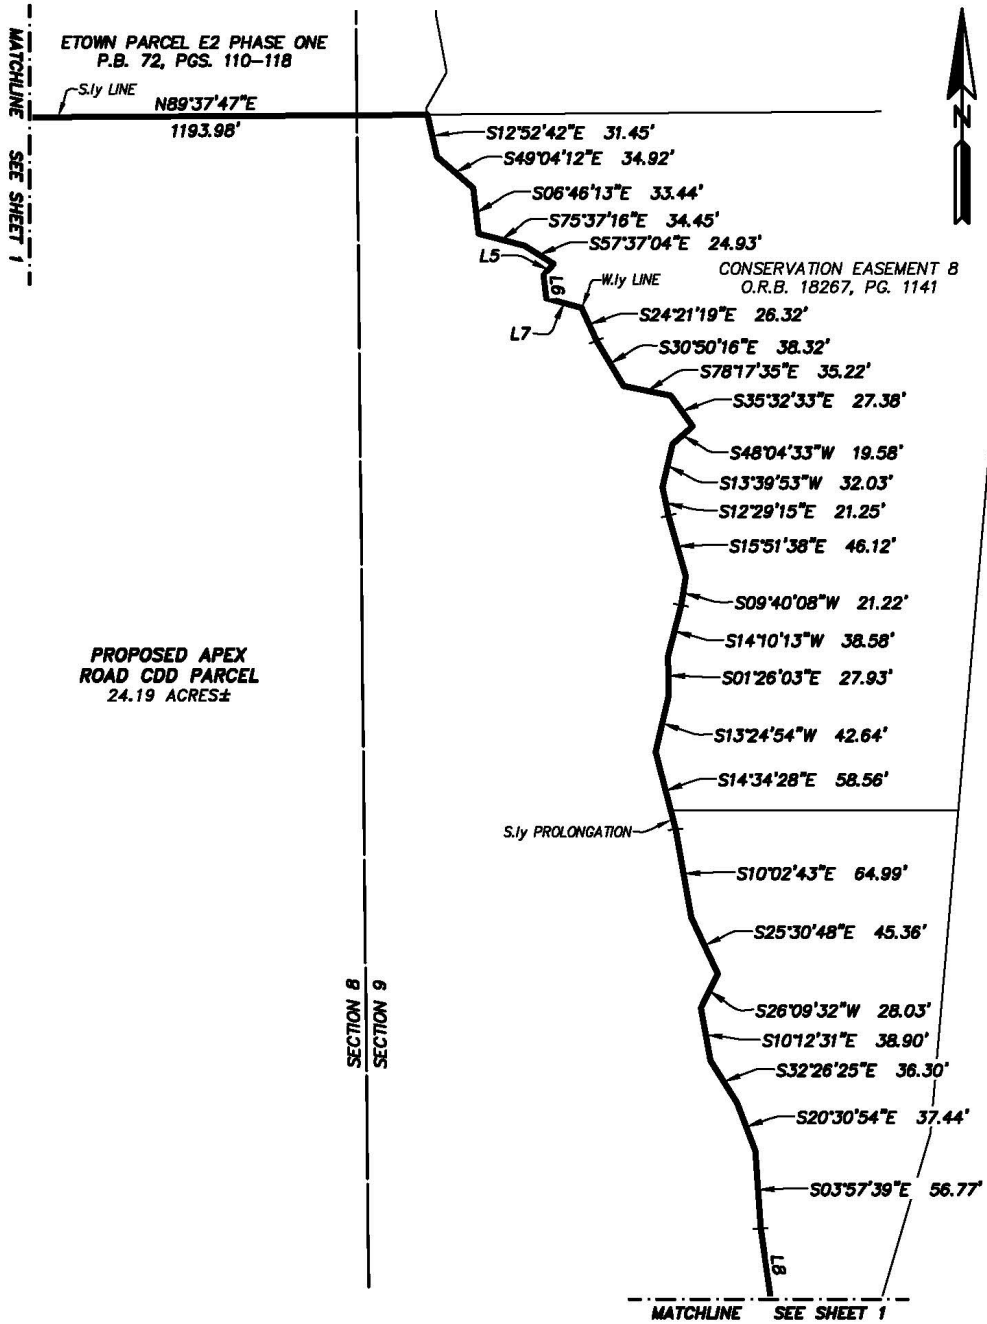 MATCHLINE SEE SHEET 1
ETOWN PARCEL E2 PHASE ONE
P.B. 72, PGS. 110–118
S.ly LINE
N89°37'47"E
1193.98'
N
S12°52'42"E 31.45'
S49°04'12"E 34.92'
S06°46'13"E 33.44'
S75°37'16"E 34.45'
S57°37'04"E 24.93'
L5
CONSERVATION EASEMENT 8
O.R.B. 18267, PG. 1141
L6
W.ly LINE
L7
S24°21'19"E 26.32'
S30°50'16"E 38.32'
S78°17'35"E 35.22'
S35°32'33"E 27.38'
S48°04'33"W 19.58'
S13°39'53"W 32.03'
S12°29'15"E 21.25'
S15°51'38"E 46.12'
S09°40'08"W 21.22'
S14°10'13"W 38.58'
PROPOSED APEX
ROAD CDD PARCEL
24.19 ACRES±
S01°26'03"E 27.93'
S13°24'54"W 42.64'
S14°34'28"E 58.56'
S.ly PROLONGATION
S10°02'43"E 64.99'
S25°30'48"E 45.36'
SECTION 8
SECTION 9
S26°09'32"W 28.03'
S10°12'31"E 38.90'
S32°26'25"E 36.30'
S20°30'54"E 37.44'
S03°57'39"E 56.77'
L8
MATCHLINE SEE SHEET 1